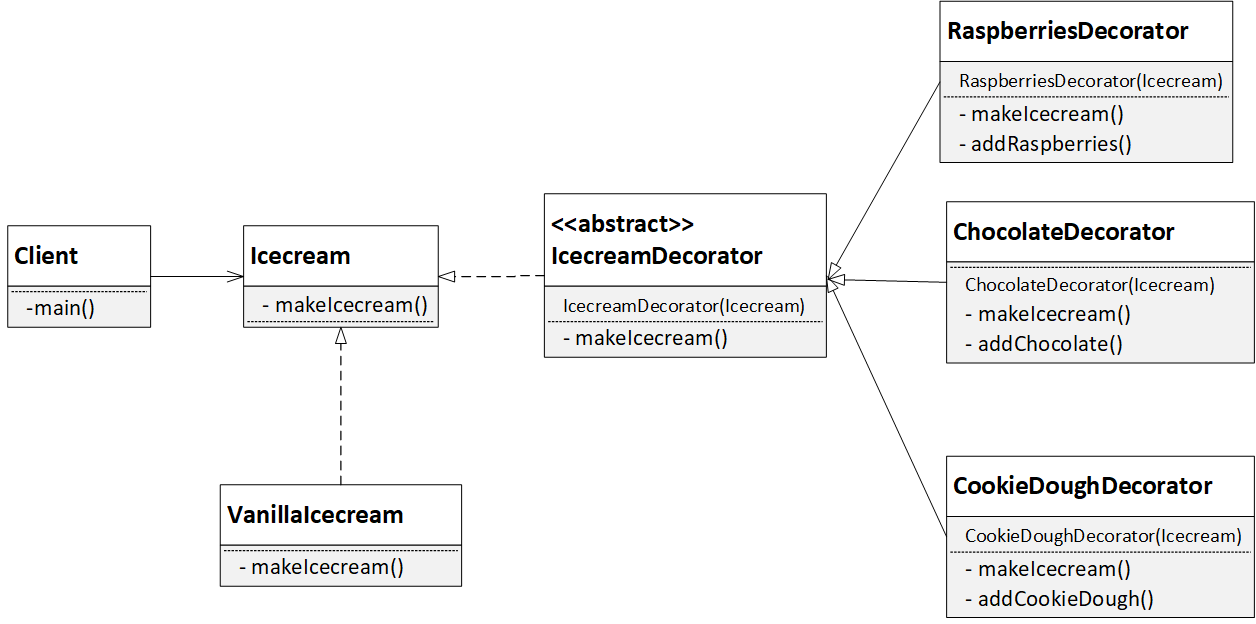 Client
-main()
Icecream
- makeIcecream()
VanillaIcecream
- makeIcecream()
<<abstract>>
IcecreamDecorator
IcecreamDecorator(Icecream)
- makeIcecream()
RaspberriesDecorator
RaspberriesDecorator(Icecream)
- makeIcecream()
- addRaspberries()
ChocolateDecorator
ChocolateDecorator(Icecream)
- makeIcecream()
- addChocolate()
CookieDoughDecorator
CookieDoughDecorator(Icecream)
- makeIcecream()
- addCookieDough()